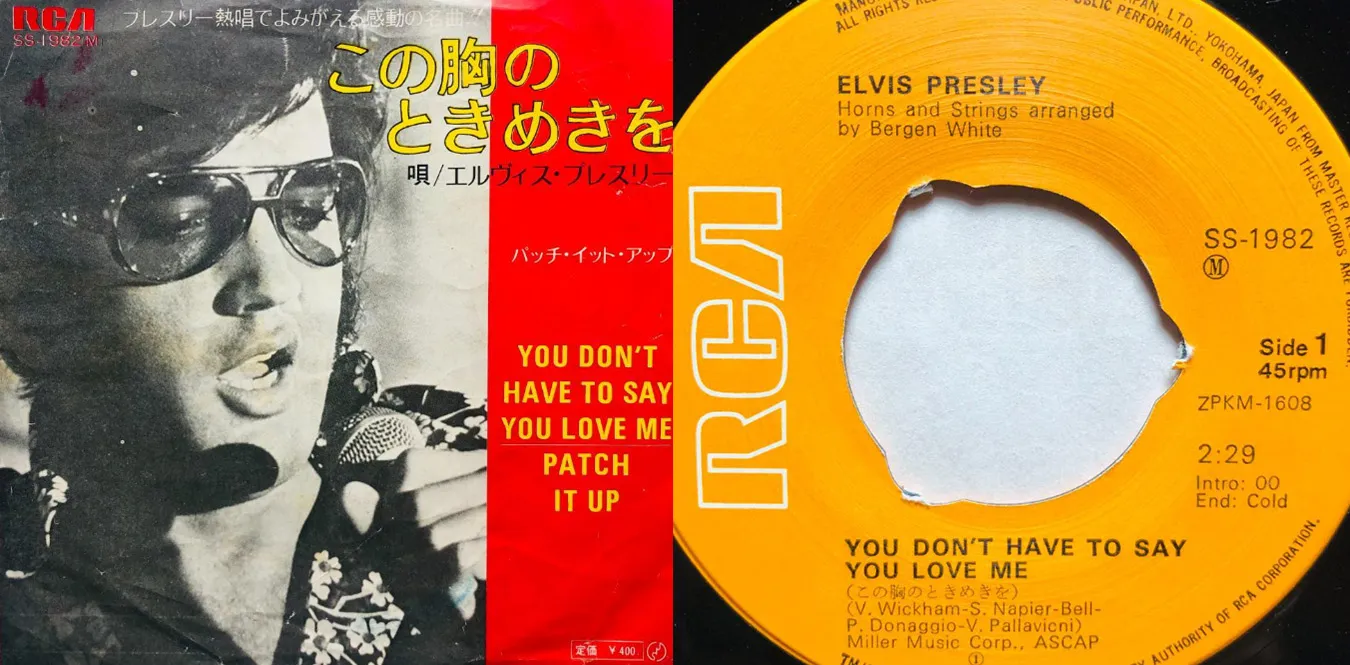 RCA
SS-1982(M)
プレスリー熱唱でよみがえる感動の名曲!!
この胸の
ときめきを
唄/エルヴィス・プレスリー
パッチ・イット・アップ
YOU DON'T
HAVE TO SAY
YOU LOVE ME
PATCH
IT UP
定価 ¥400.
JAPAN, LTD., YOKOHAMA, JAPAN FROM MASTER
ALL RIGHTS
PUBLIC PERFORMANCE, BROADCASTING OF THESE RECORDS ARE
ELVIS PRESLEY
Horns and Strings arranged
by Bergen White
RCA
SS-1982
M
Side 1
45rpm
ZPKM-1608
2:29
Intro: 00
End: Cold
YOU DON'T HAVE TO SAY
YOU LOVE ME
(この胸のときめきを)
(V. Wickham-S. Napier-Bell-
P. Donaggio-V. Pallavicni)
Miller Music Corp., ASCAP
AUTHORITY OF RCA CORPORATION.